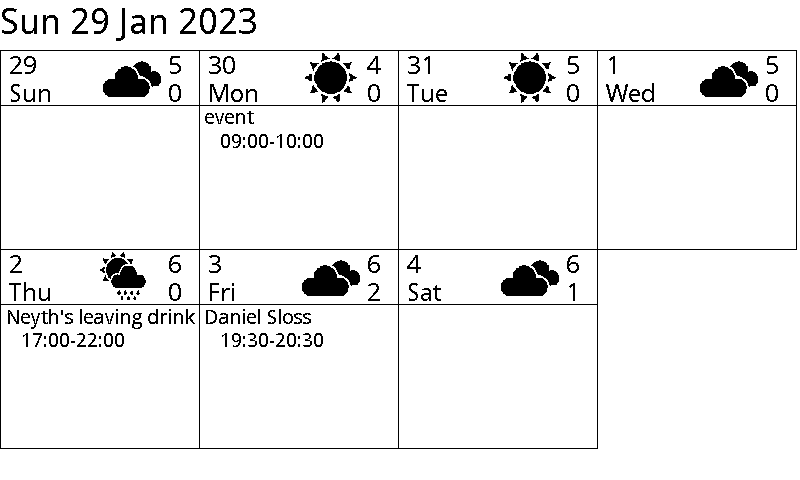 Sun 29 Jan 2023
29 5
Sun 0
30 4
Mon 0
31 5
Tue 0
1 5
Wed 0
event
09:00-10:00
2 6
Thu 0
3 6
Fri 2
4 6
Sat 1
Neyth's leaving drink
17:00-22:00
Daniel Sloss
19:30-20:30